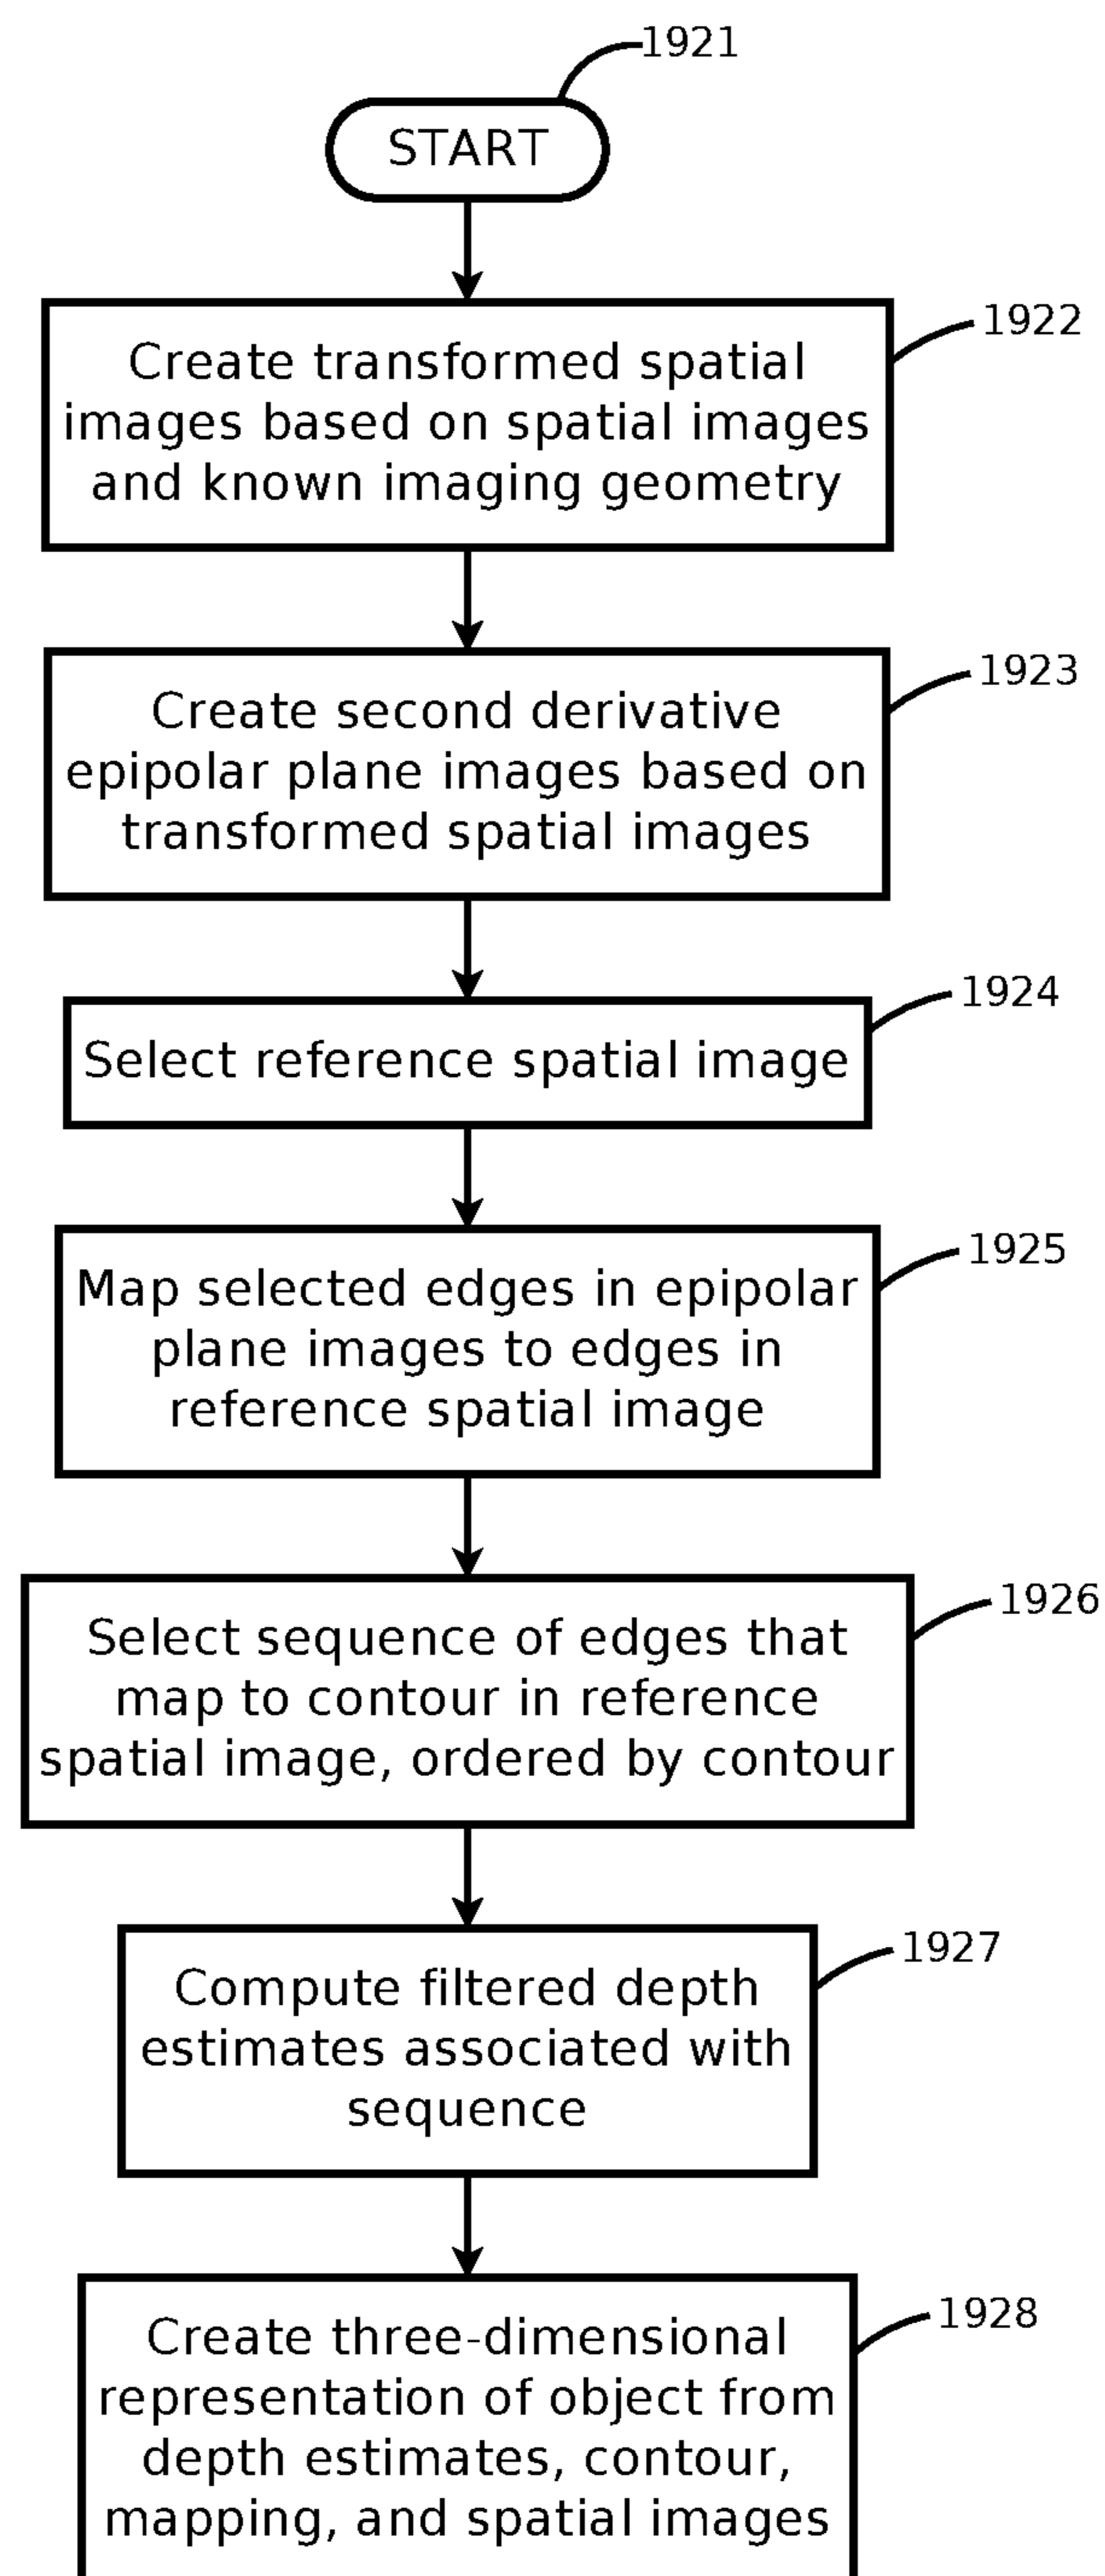 1921
START
1922
Create transformed spatial
images based on spatial images
and known imaging geometry
1923
Create second derivative
epipolar plane images based on
transformed spatial images
1924
Select reference spatial image
1925
Map selected edges in epipolar
plane images to edges in
reference spatial image
1926
Select sequence of edges that
map to contour in reference
spatial image, ordered by contour
1927
Compute filtered depth
estimates associated with
sequence
1928
Create three-dimensional
representation of object from
depth estimates, contour,
mapping, and spatial images